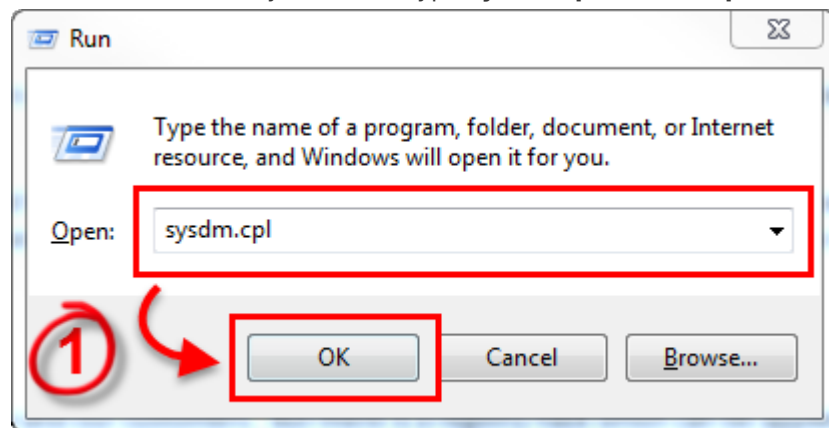 Run
Type the name of a program, folder, document, or Internet
resource, and Windows will open it for you.
Open: sysdm.cpl
1
OK Cancel Browse...